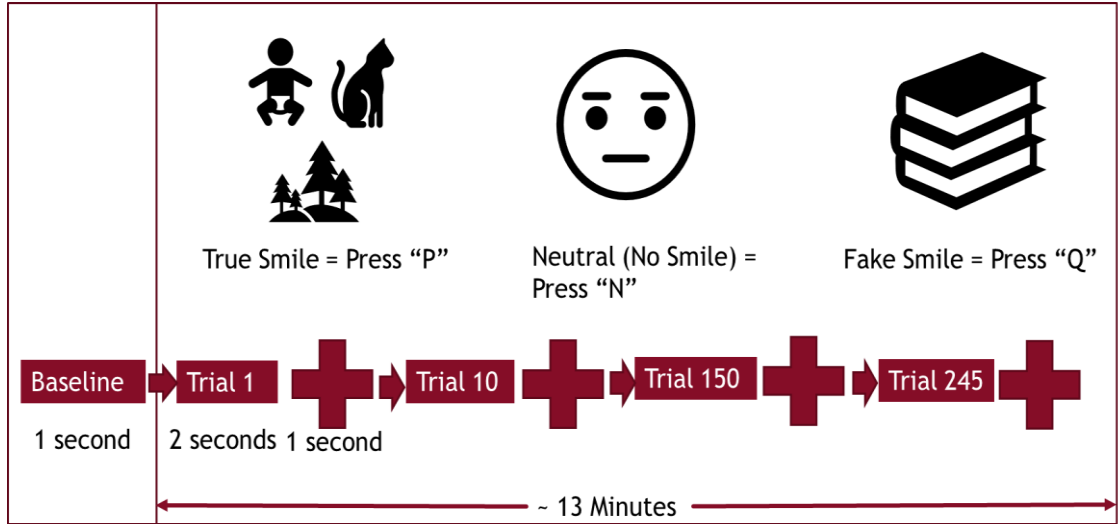 True Smile = Press “P”
Neutral (No Smile) =
Press “N”
Fake Smile = Press “Q”
Baseline
Trial 1
Trial 10
Trial 150
Trial 245
1 second
2 seconds
1 second
~ 13 Minutes